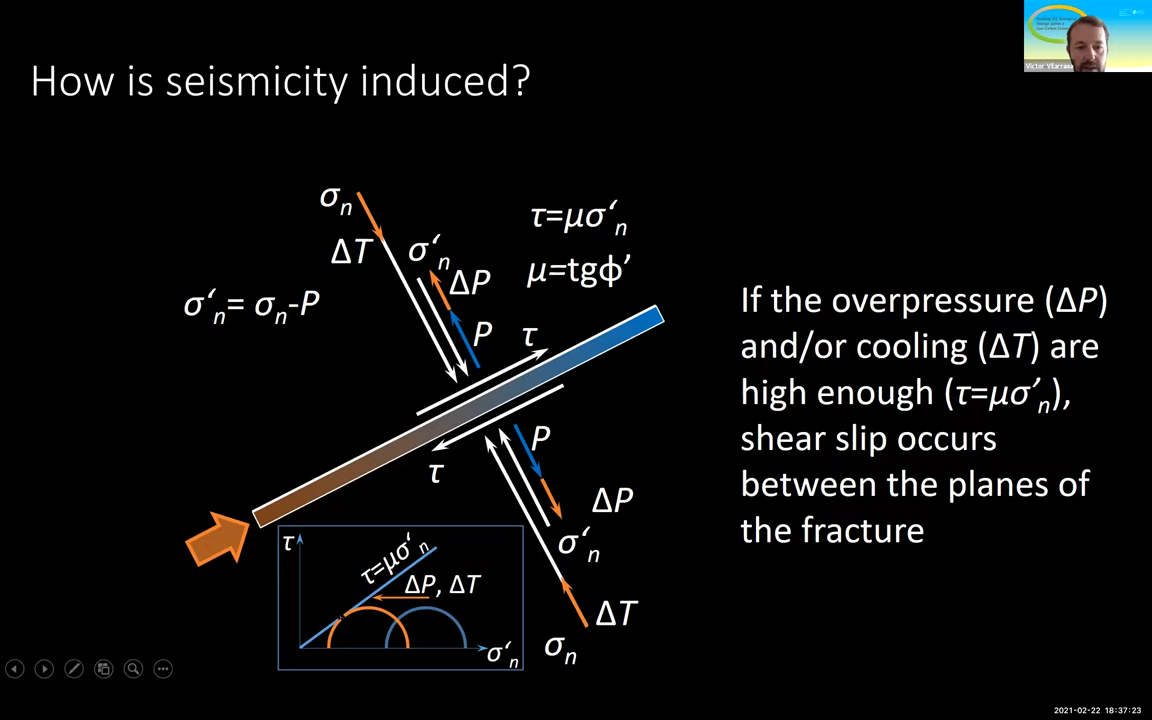 How is seismicity induced?
σn
ΔT
σ‘n
ΔP
P
τ
τ=μσ‘n
μ=tgϕ’
σ‘n= σn-P
If the overpressure (ΔP)
and/or cooling (ΔT) are
high enough (τ=μσ’n),
shear slip occurs
between the planes of
the fracture
τ
P
ΔP
σ‘n
ΔT
σn
τ
τ=μσ‘n
ΔP, ΔT
σ‘n
Victor Vilarrasa
2021-02-22 18:37:23